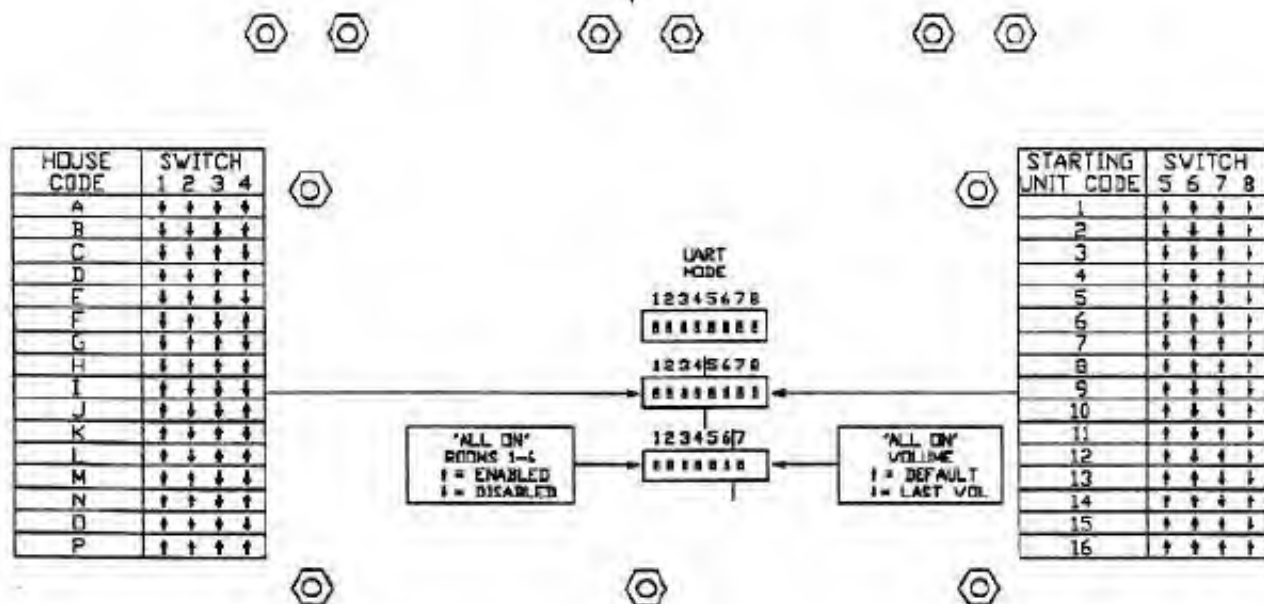 HOUSE CODE
SWITCH
1 2 3 4
A
B
C
D
E
F
G
H
I
J
K
L
M
N
O
P
UART
MODE
12345678
12345678
1234567
"ALL ON"
ROOMS 1-6
↑ = ENABLED
↓ = DISABLED
"ALL ON"
VOLUME
↑ = DEFAULT
↓ = LAST VOL
STARTING
UNIT CODE
SWITCH
5 6 7 8
1
2
3
4
5
6
7
8
9
10
11
12
13
14
15
16